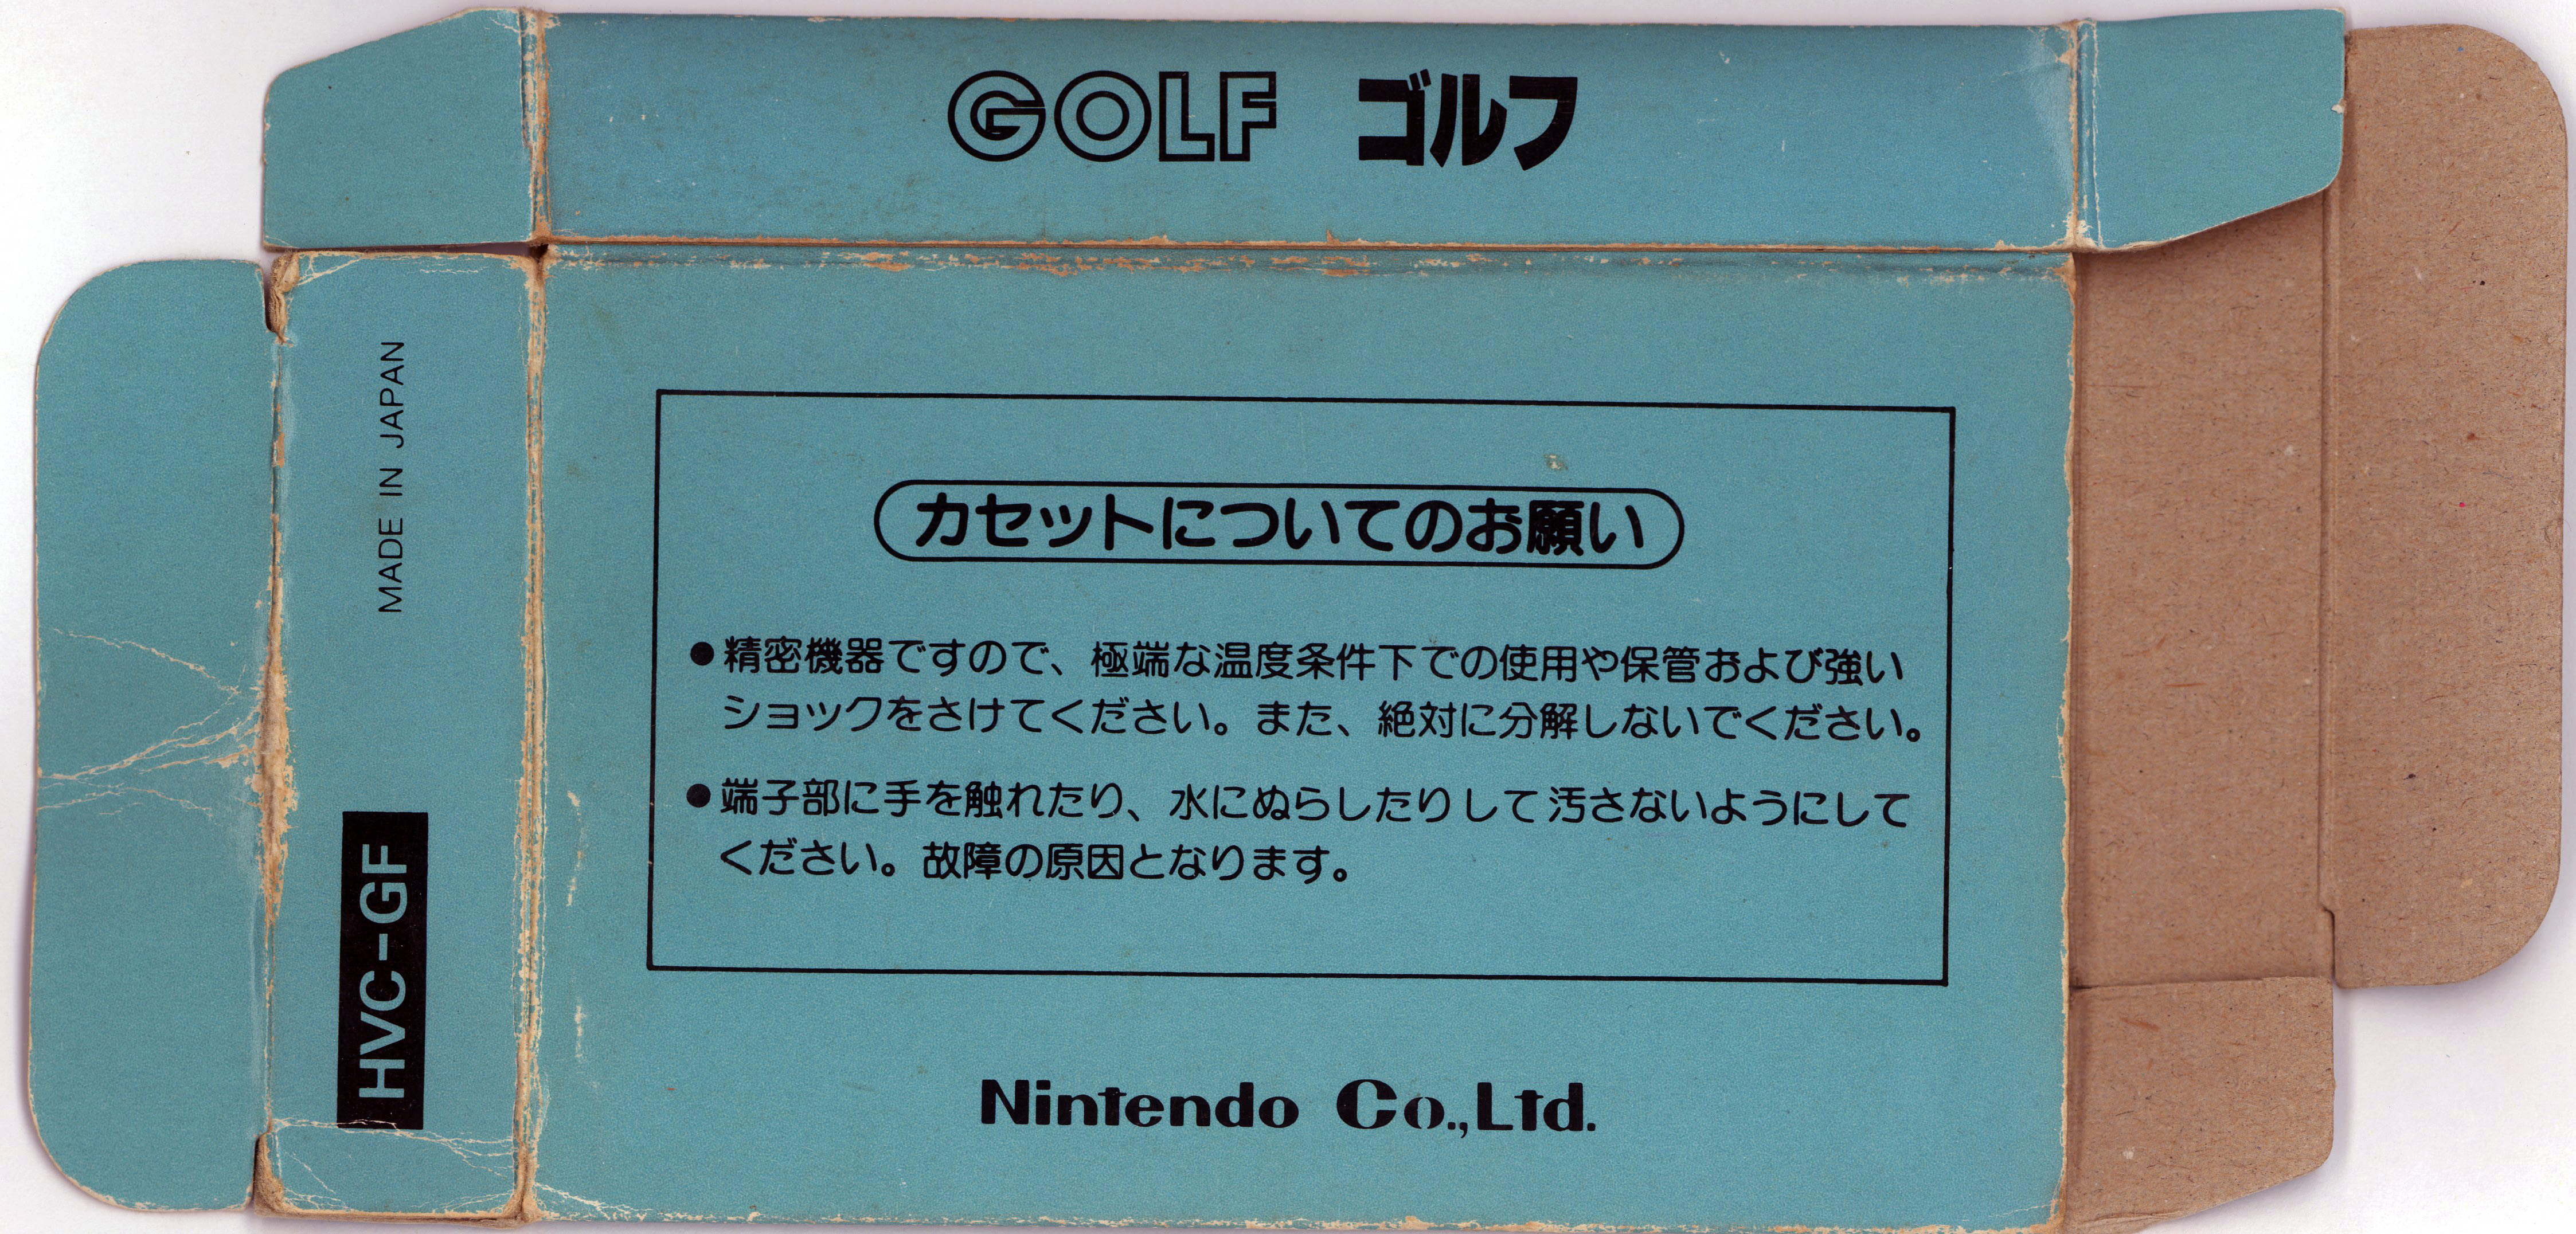 GOLF ゴルフ
MADE IN JAPAN
HVC-GF
カセットについてのお願い
●精密機器ですので、極端な温度条件下での使用や保管および強い
ショックをさけてください。また、絶対に分解しないでください。
●端子部に手を触れたり、水にぬらしたりして汚さないようにして
ください。故障の原因となります。
Nintendo Co.,Ltd.